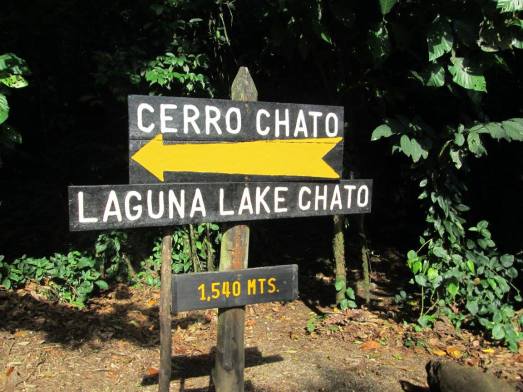 CERRO CHATO
LAGUNA LAKE CHATO
1,540 MTS.